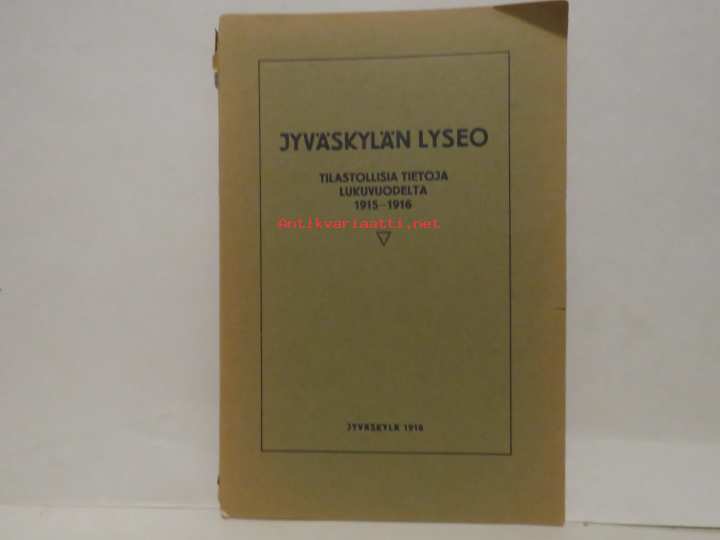 JYVÄSKYLÄN LYSEO
TILASTOLLISIA TIETOJA
LUKUVUODELTA
1915–1916
Antikvariaatti.net
JYVÄSKYLÄ 1916